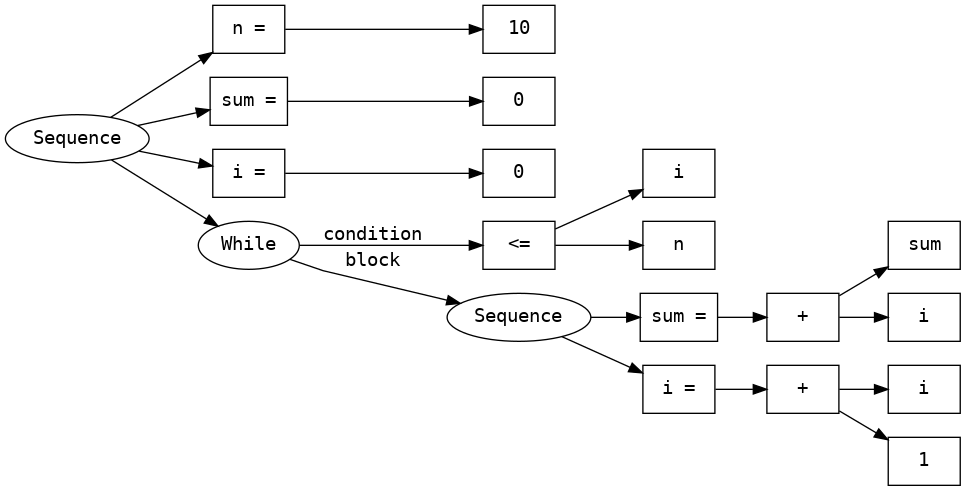 n =
10
sum =
0
Sequence
i =
0
i
While
condition
<=
n
sum
block
Sequence
sum =
+
i
i =
+
i
1